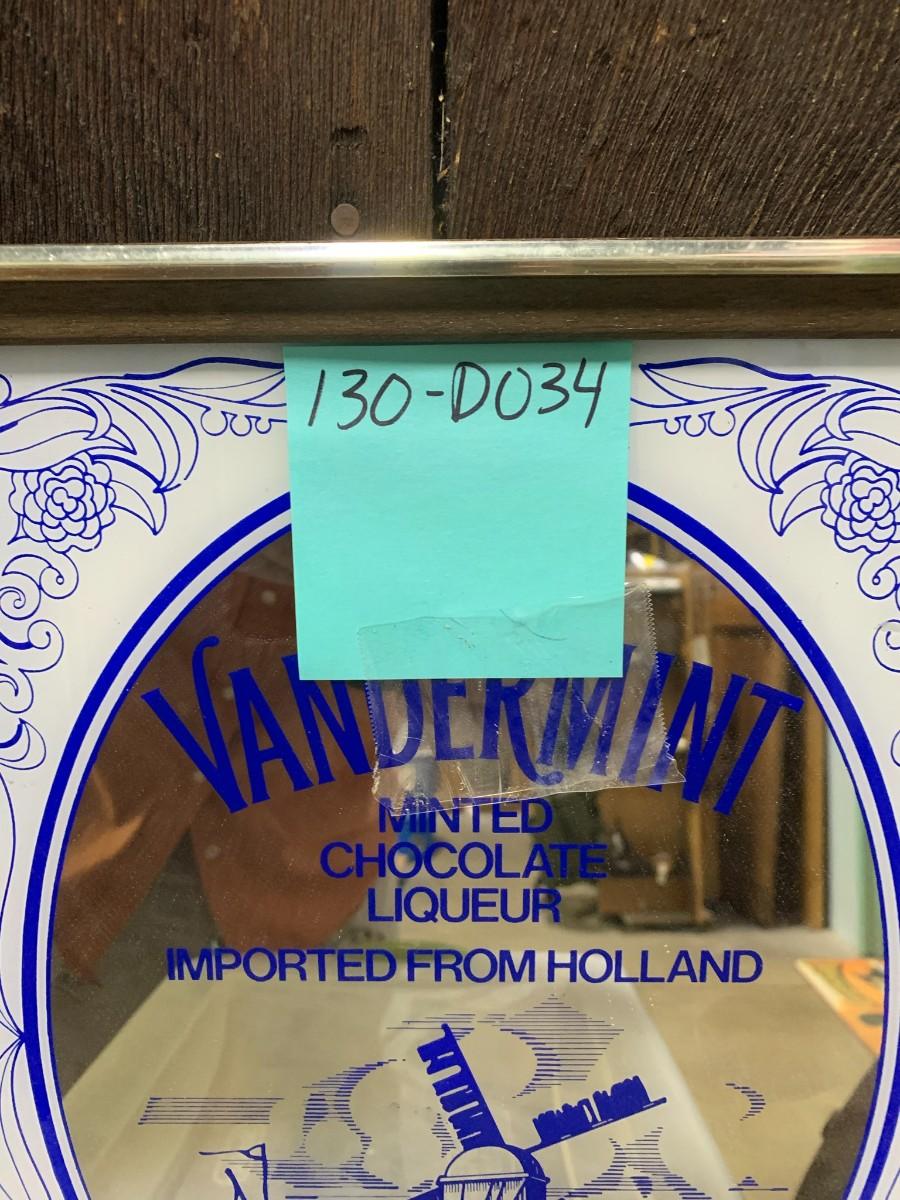 130-D034
VANDERMINT
MINTED
CHOCOLATE
LIQUEUR
IMPORTED FROM HOLLAND